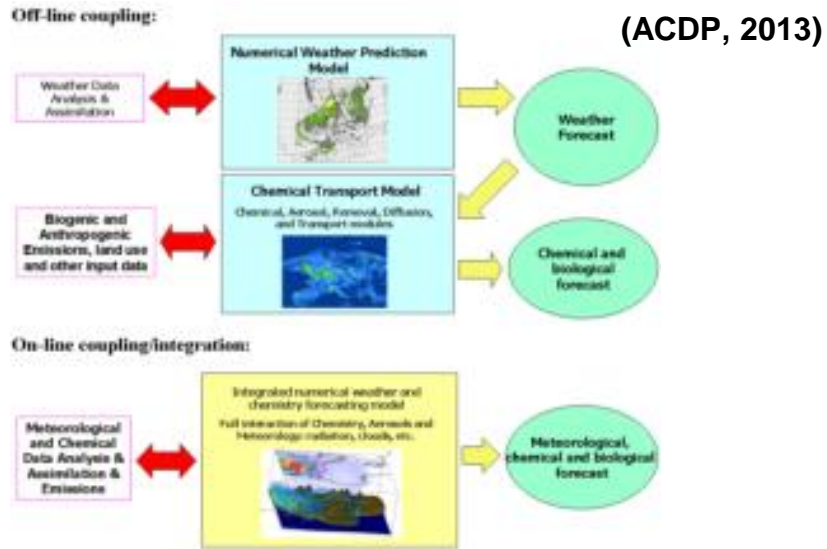 Off-line coupling:
(ACDP, 2013)
Numerical Weather Prediction
Model
Weather Data
Analysis &
Assimilation
Weather
Forecast
Chemical Transport Model
Chemical, Aerosol, Removal, Diffusion,
and Transport modules
Biogenic and
Anthropogenic
Emissions, land use
and other input data
Chemical and
biological
forecast
On-line coupling/integration:
Integrated numerical weather and
chemistry forecasting model
Full interaction of Chemistry, Aerosols and
Meteorology: radiation, clouds, etc.
Meteorological
and Chemical
Data Analysis &
Assimilation &
Emissions
Meteorological,
chemical and biological
forecast